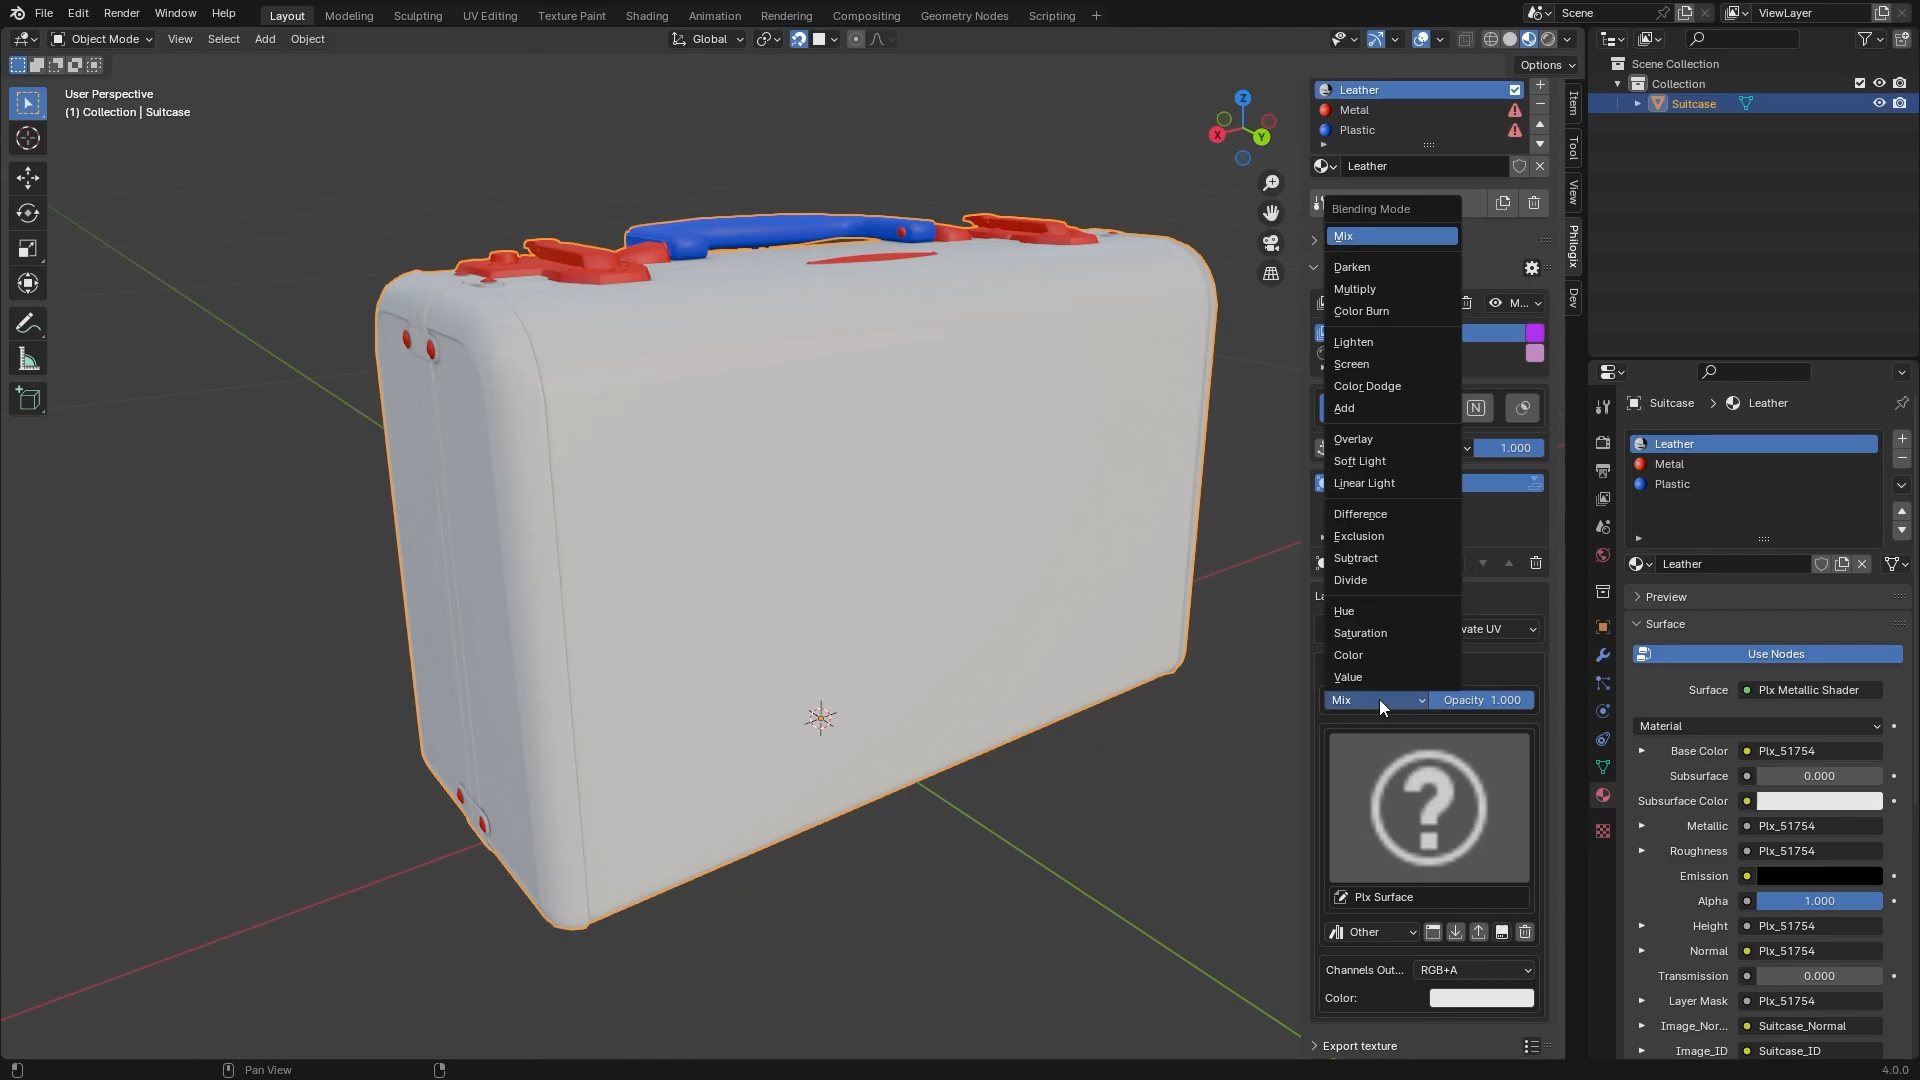 File Edit Render Window Help
Layout Modeling Sculpting UV Editing Texture Paint Shading Animation Rendering Compositing Geometry Nodes Scripting +
Scene
ViewLayer
Object Mode View Select Add Object
Global
Options
User Perspective
(1) Collection | Suitcase
Z
X
Y
Leather
Metal
Plastic
Leather
Blending Mode
Mix
Darken
Multiply
M...
Color Burn
Lighten
Screen
Color Dodge
Add
N
Overlay
1.000
Soft Light
Linear Light
Difference
Exclusion
Subtract
Divide
La
Hue
vate UV
Saturation
Color
Value
Mix
Opacity 1.000
?
Plx Surface
Other
Channels Out... RGB+A
Color:
Export texture
Item
Tool
View
Philogix
Dev
Scene Collection
Collection
Suitcase
Suitcase > Leather
Leather
Metal
Plastic
Leather
Preview
Surface
Use Nodes
Surface Plx Metallic Shader
Material
Base Color Plx_51754
Subsurface 0.000
Subsurface Color
Metallic Plx_51754
Roughness Plx_51754
Emission
Alpha 1.000
Height Plx_51754
Normal Plx_51754
Transmission 0.000
Layer Mask Plx_51754
Image_Nor... Suitcase_Normal
Image_ID Suitcase_ID
Pan View
4.0.0